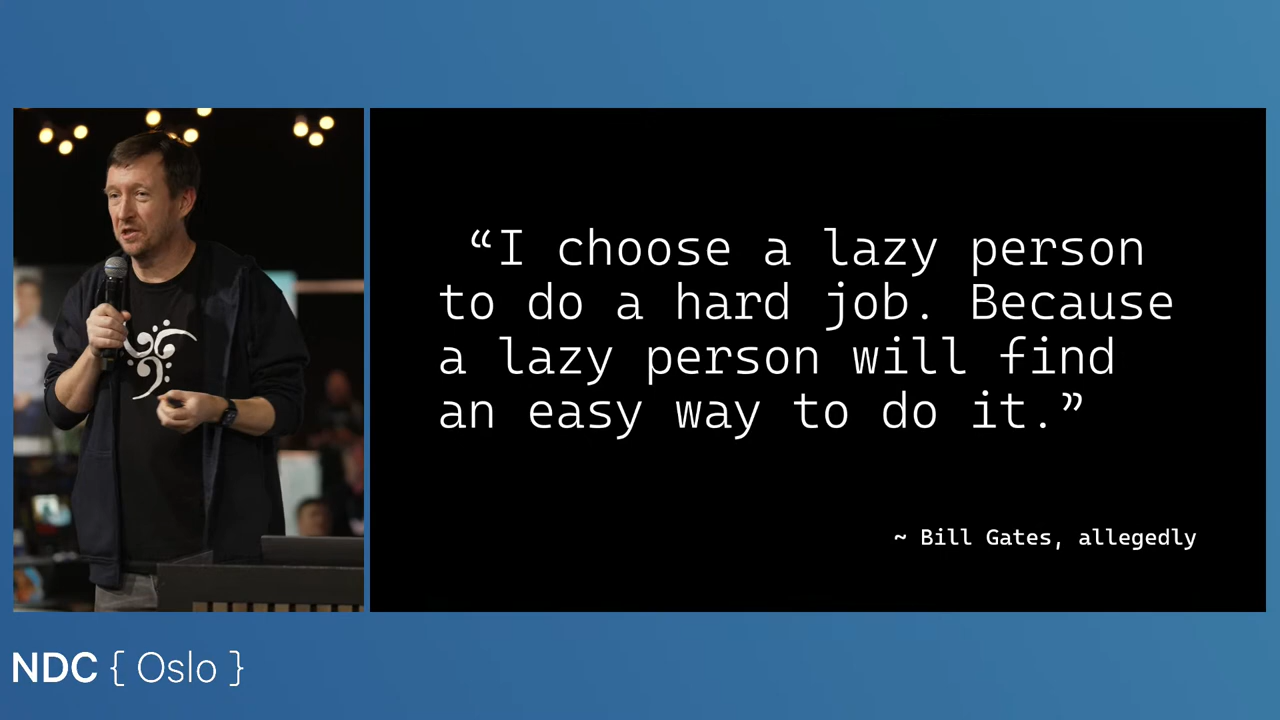 “I choose a lazy person
to do a hard job. Because
a lazy person will find
an easy way to do it.”
~ Bill Gates, allegedly
NDC { Oslo }